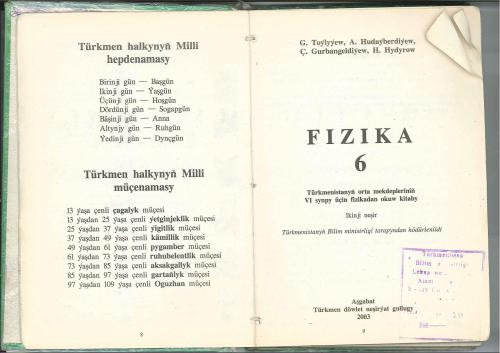 Türkmen halkynyň Milli
hepdenamasy
Birinji gün — Başgün
Ikinji gün — Ýaşgün
Üçünji gün — Hoşgün
Dördünji gün — Sogapgün
Bäşinji gün — Anna
Altynjy gün — Ruhgün
Ýedinji gün — Dynçgün
Türkmen halkynyň Milli
müçenamasy
13 ýaşa çenli çagalyk müçesi
13 ýaşdan 25 ýaşa çenli ýetginjeklik müçesi
25 ýaşdan 37 ýaşa çenli ýigitlik müçesi
37 ýaşdan 49 ýaşa çenli kämillik müçesi
49 ýaşdan 61 ýaşa çenli pygamber müçesi
61 ýaşdan 73 ýaşa çenli ruhubelentlik müçesi
73 ýaşdan 85 ýaşa çenli aksakgallyk müçesi
85 ýaşdan 97 ýaşa çenli gartaňlyk müçesi
97 ýaşdan 109 ýaşa çenli Oguzhan müçesi
8
G. Toýlyýew, A. Hudaýberdiýew,
Ç. Gurbangeldiýew, H. Hydyrow
FIZIKA
6
Türkmenistanyň orta mekdepleriniň
VI synpy üçin fizikadan okuw kitaby
Ikinji neşir
Türkmenistanyň Bilim ministrligi tarapyndan hödürlenildi
Türkmenistan
Bilim
Lebap
Aşgabat
Türkmen döwlet neşirýat gullugy
2003
9